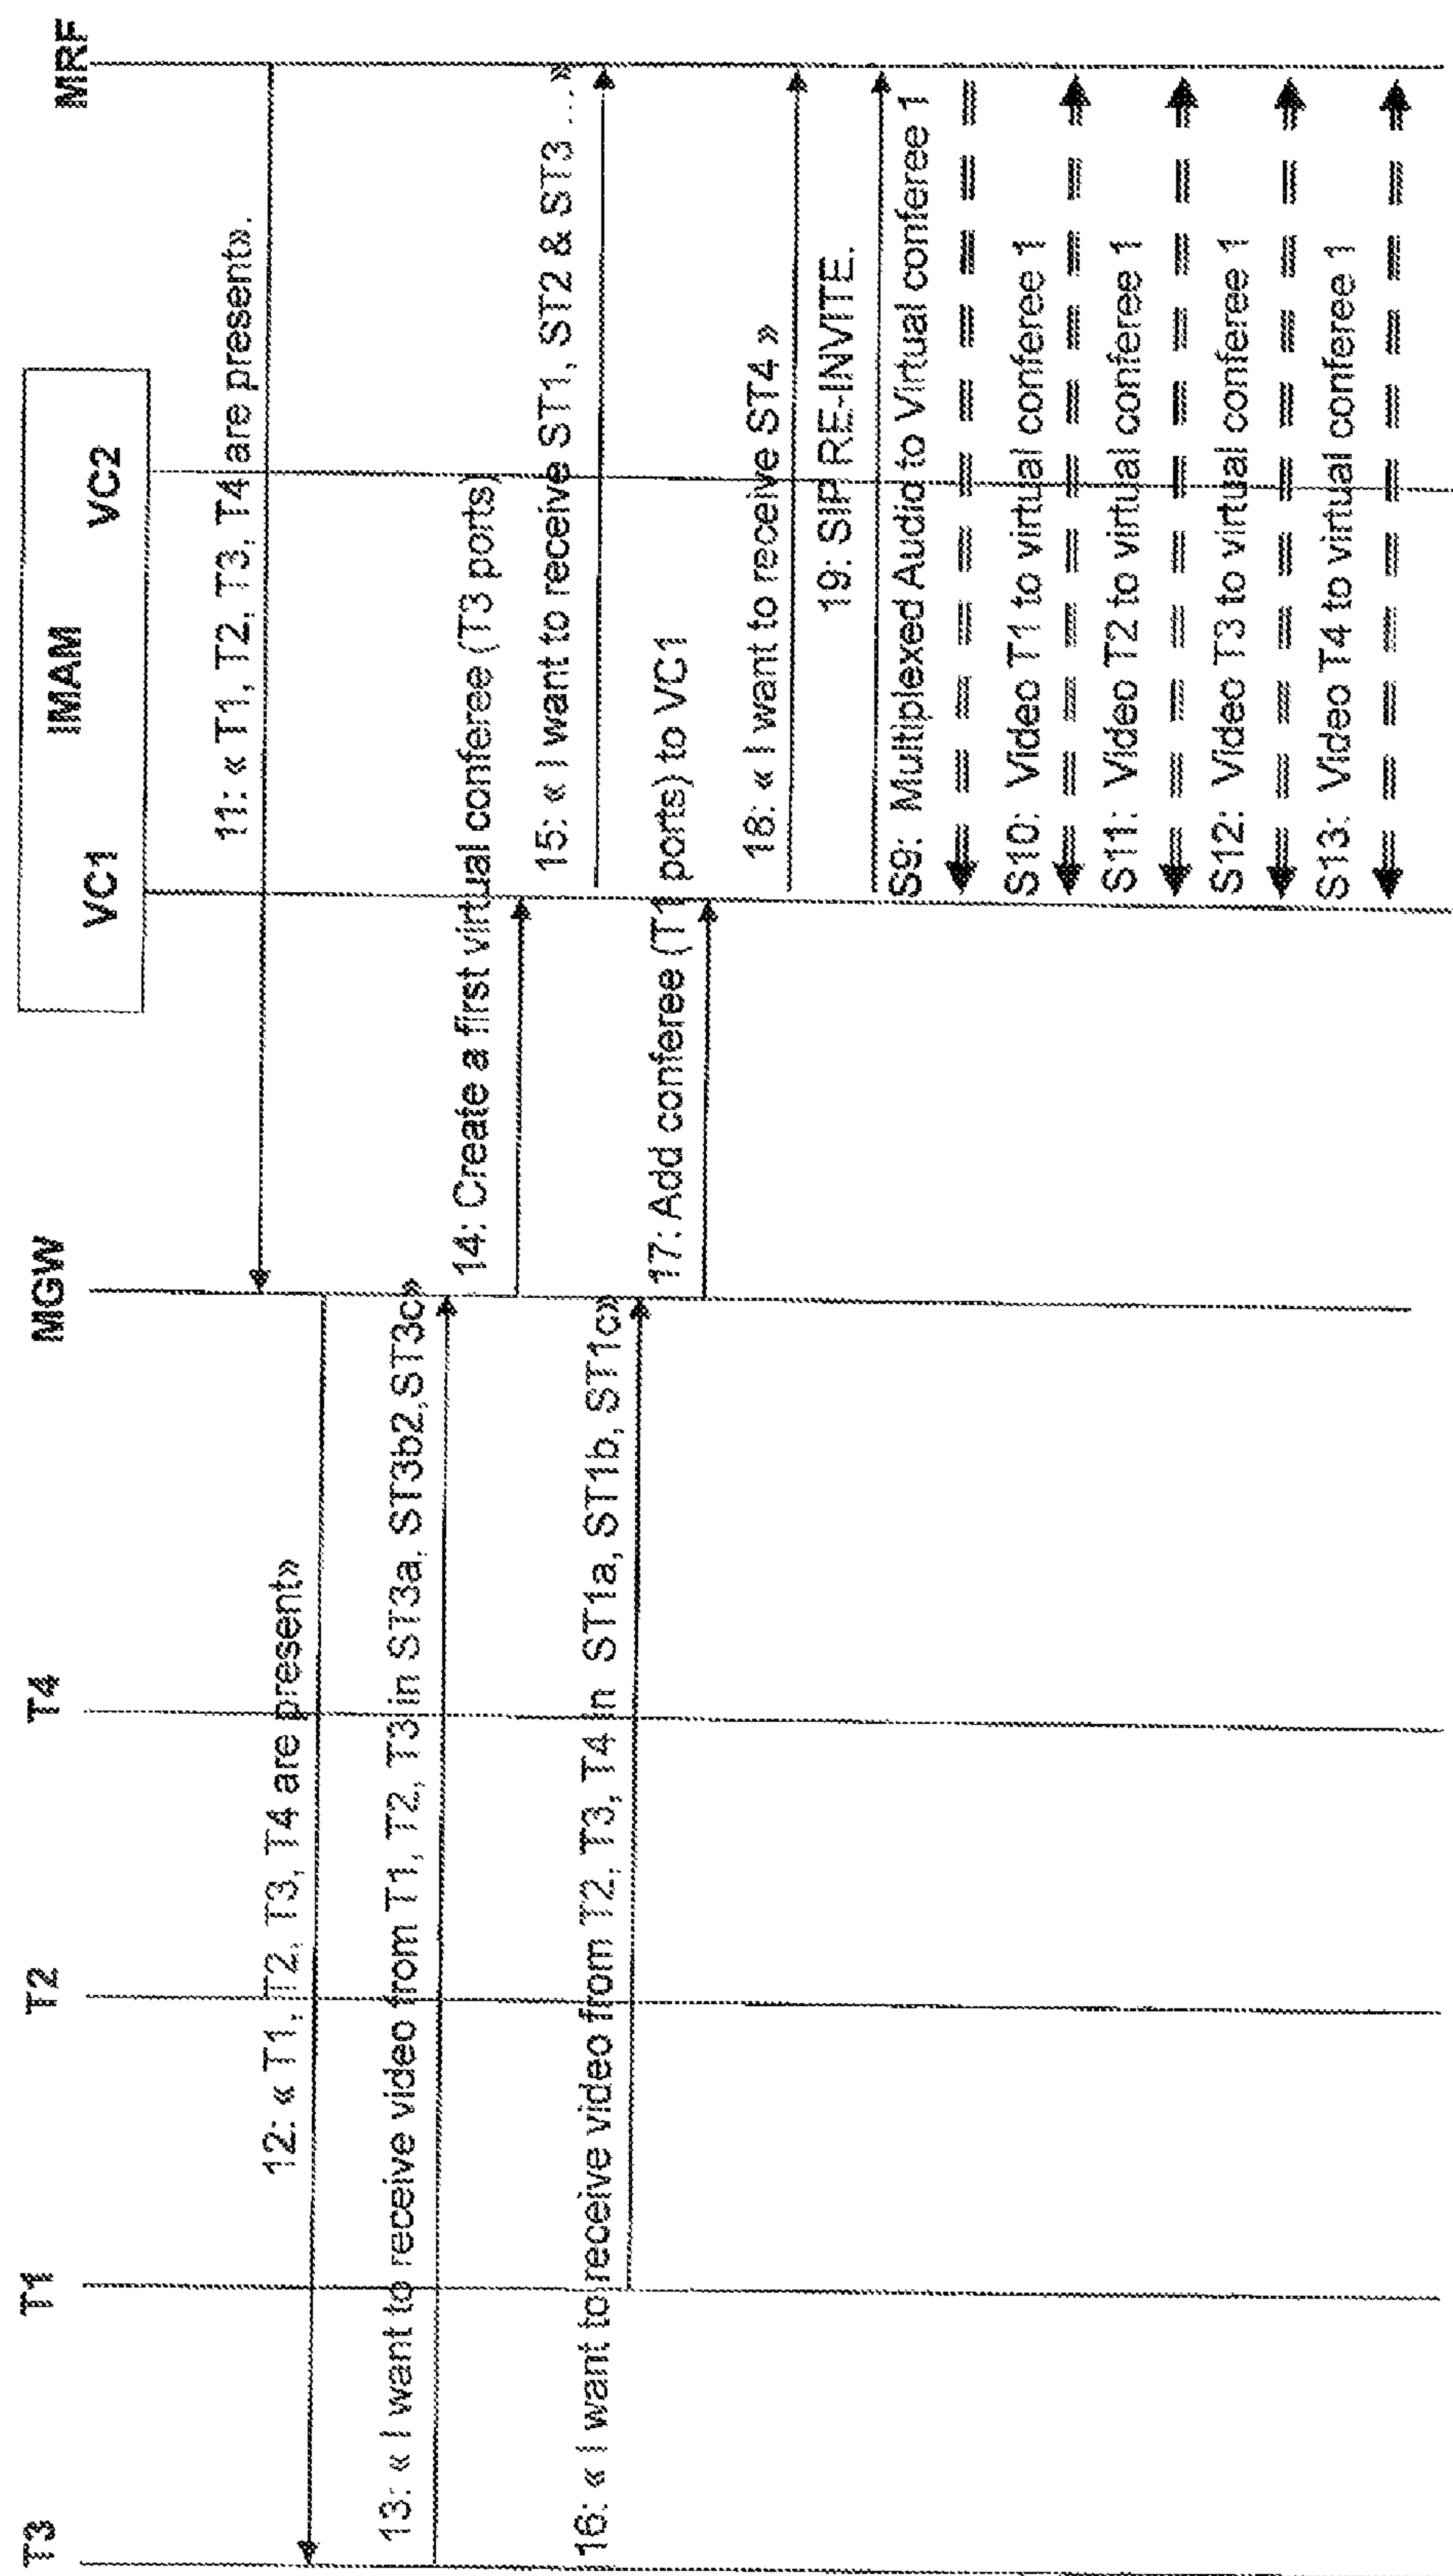 T3
T1
T2
T4
MGW
IMAM
VC1
VC2
MRF
11: « T1, T2, T3, T4 are present».
12: « T1, T2, T3, T4 are present»
13: « I want to receive video from T1, T2, T3 in ST3a, ST3b2,ST3c»
14: Create a first virtual conferee (T3 ports)
15: « I want to receive ST1, ST2 & ST3 ...»
16: « I want to receive video from T2, T3, T4 in ST1a, ST1b, ST1c»
17: Add conferee (T1 ports) to VC1
18: « I want to receive ST4 »
19: SIP RE-INVITE.
S9: Multiplexed Audio to Virtual conferee 1
S10: Video T1 to virtual conferee 1
S11: Video T2 to virtual conferee 1
S12: Video T3 to virtual conferee 1
S13: Video T4 to virtual conferee 1